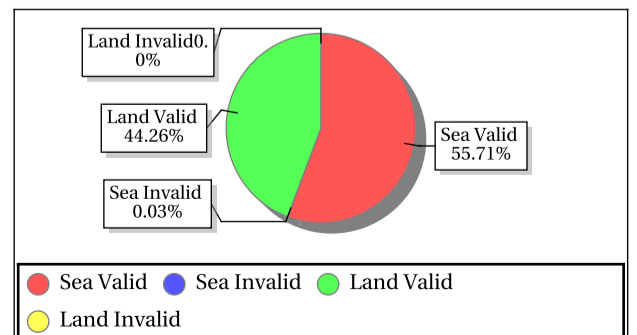 Land Invalid0.
0%
Land Valid
44.26%
Sea Valid
55.71%
Sea Invalid
0.03%
Sea Valid Sea Invalid Land Valid
Land Invalid